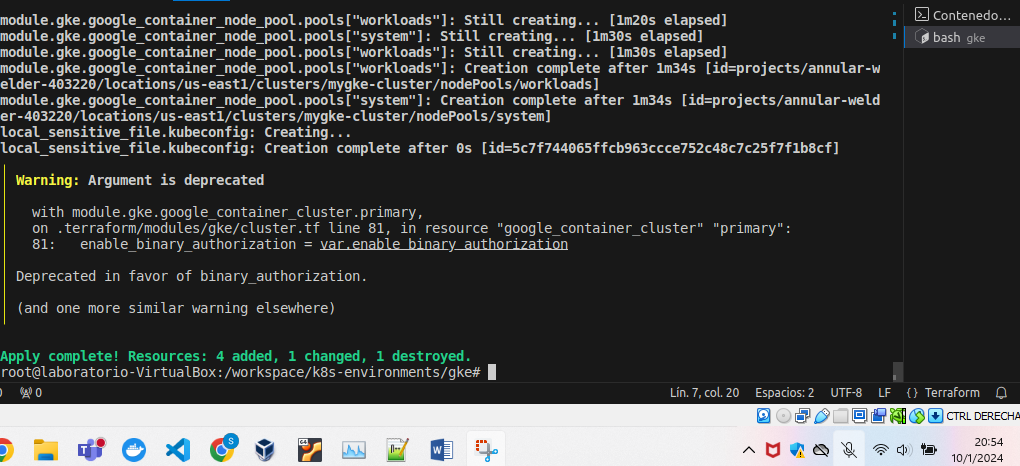 module.gke.google_container_node_pool.pools["workloads"]: Still creating... [1m20s elapsed]
module.gke.google_container_node_pool.pools["system"]: Still creating... [1m30s elapsed]
module.gke.google_container_node_pool.pools["workloads"]: Still creating... [1m30s elapsed]
module.gke.google_container_node_pool.pools["workloads"]: Creation complete after 1m34s [id=projects/annular-w
elder-403220/locations/us-east1/clusters/mygke-cluster/nodePools/workloads]
module.gke.google_container_node_pool.pools["system"]: Creation complete after 1m34s [id=projects/annular-weld
er-403220/locations/us-east1/clusters/mygke-cluster/nodePools/system]
local_sensitive_file.kubeconfig: Creating...
local_sensitive_file.kubeconfig: Creation complete after 0s [id=5c7f744065ffcb963ccce752c48c7c25f7f1b8cf]
Warning: Argument is deprecated
with module.gke.google_container_cluster.primary,
on .terraform/modules/gke/cluster.tf line 81, in resource "google_container_cluster" "primary":
81:   enable_binary_authorization = var.enable_binary_authorization
Deprecated in favor of binary_authorization.
(and one more similar warning elsewhere)
Apply complete! Resources: 4 added, 1 changed, 1 destroyed.
root@laboratorio-VirtualBox:/workspace/k8s-environments/gke#
Contenedo...
bash gke
0
Lín. 7, col. 20
Espacios: 2
UTF-8
LF
{ } Terraform
CTRL DERECHA
S
64
20:54
10/1/2024